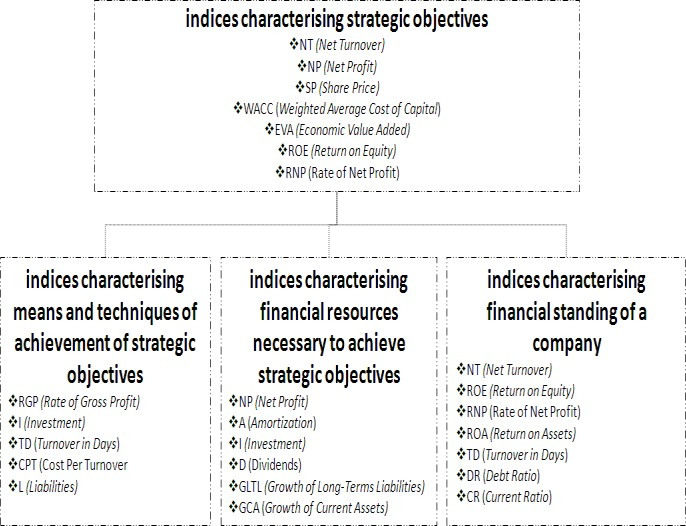 indices characterising strategic objectives
❖NT (Net Turnover)
❖NP (Net Profit)
❖SP (Share Price)
❖WACC (Weighted Average Cost of Capital)
❖EVA (Economic Value Added)
❖ROE (Return on Equity)
❖RNP (Rate of Net Profit)
indices characterising
means and techniques of
achievement of strategic
objectives
❖RGP (Rate of Gross Profit)
❖I (Investment)
❖TD (Turnover in Days)
❖CPT (Cost Per Turnover
❖L (Liabilities)
indices characterising
financial resources
necessary to achieve
strategic objectives
❖NP (Net Profit)
❖A (Amortization)
❖I (Investment)
❖D (Dividends)
❖GLTL (Growth of Long-Terms Liabilities)
❖GCA (Growth of Current Assets)
indices characterising
financial standing of a
company
❖NT (Net Turnover)
❖ROE (Return on Equity)
❖RNP (Rate of Net Profit)
❖ROA (Return on Assets)
❖TD (Turnover in Days)
❖DR (Debt Ratio)
❖CR (Current Ratio)